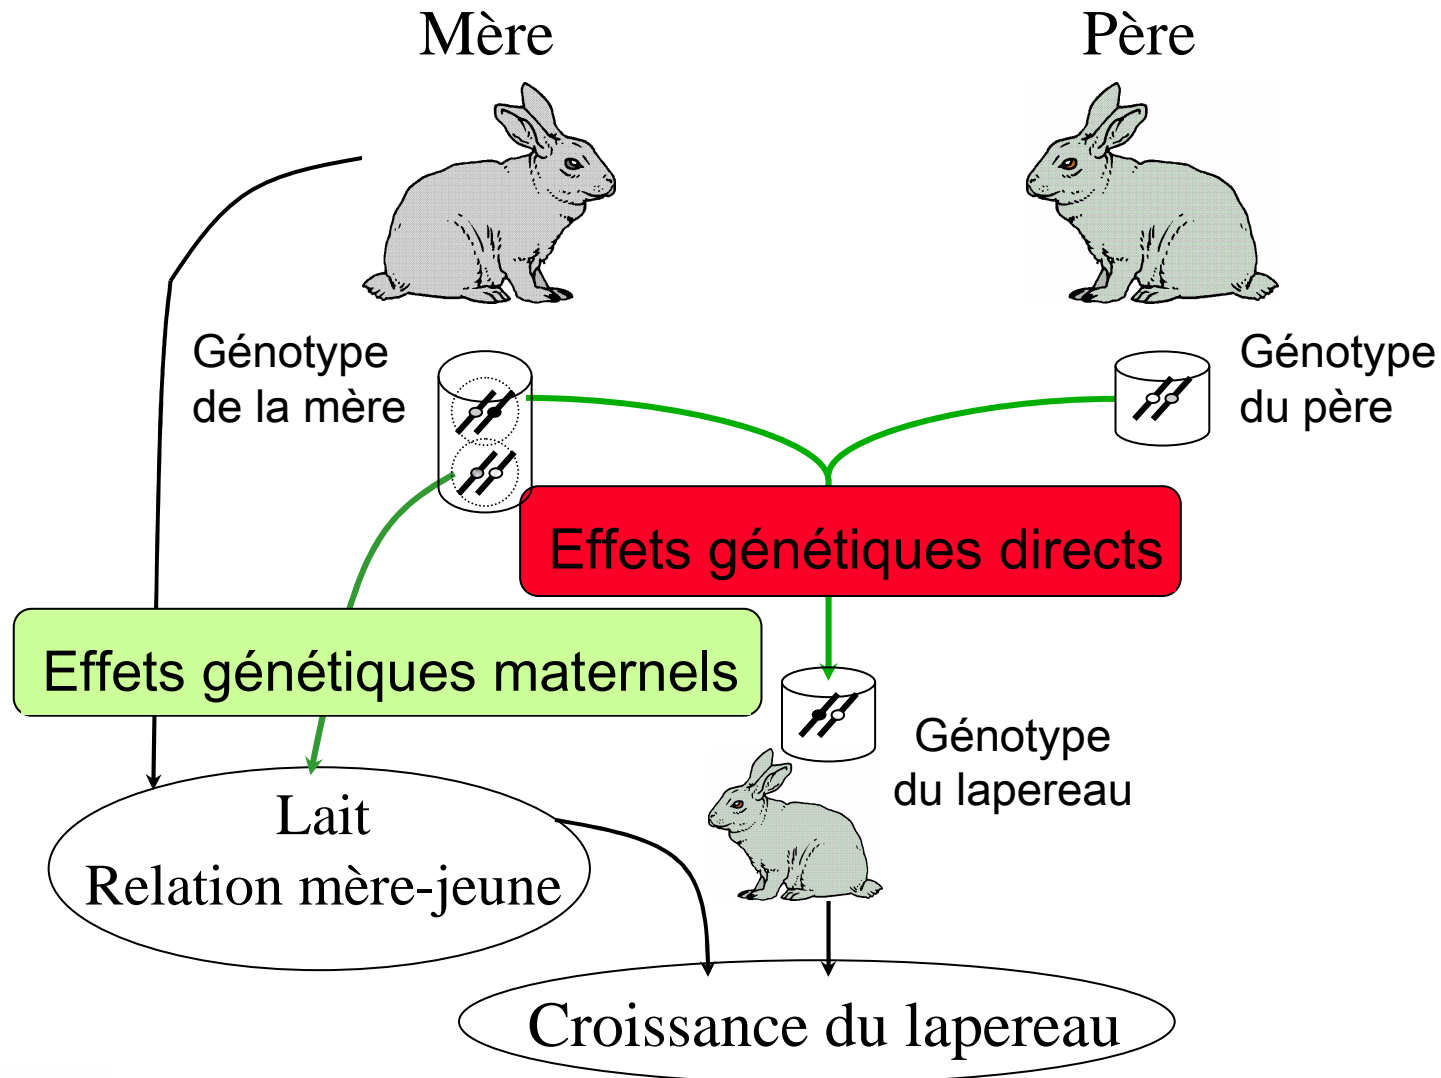 Mère
Père
Génotype
de la mère
Génotype
du père
Effets génétiques directs
Effets génétiques maternels
Génotype
du lapereau
Lait
Relation mère-jeune
Croissance du lapereau